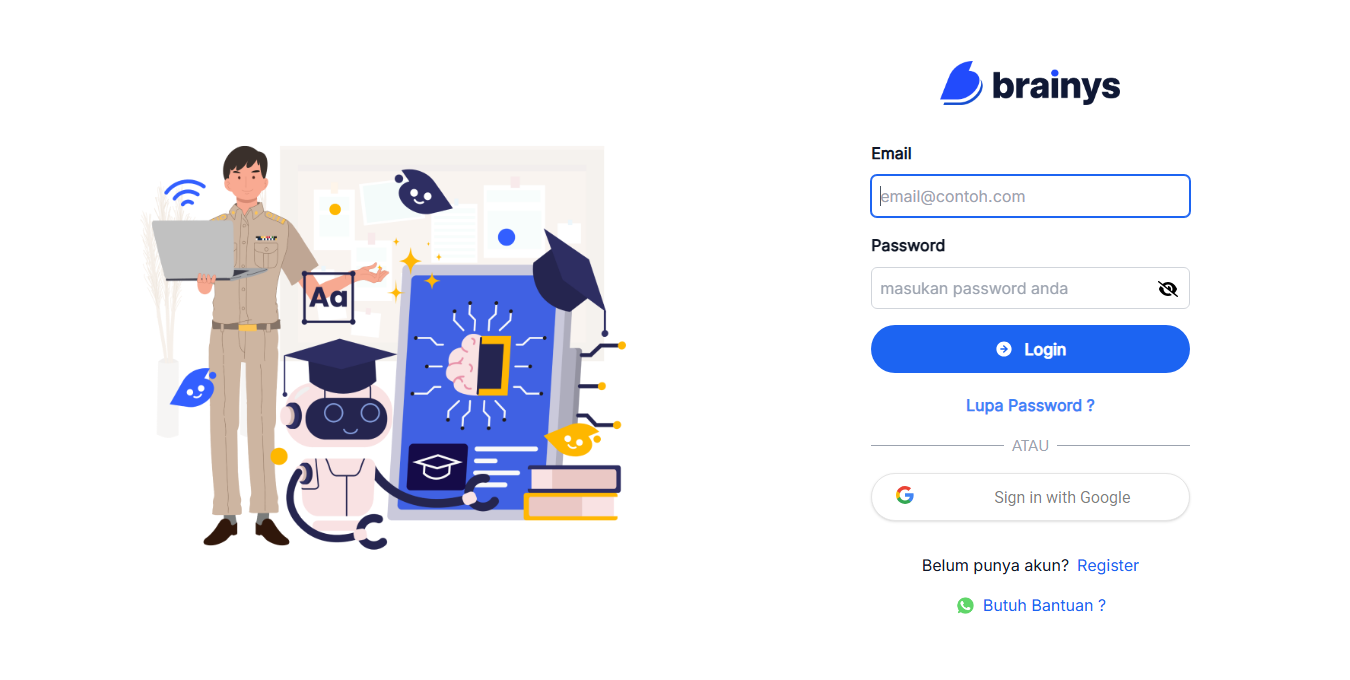 brainys
Email
email@contoh.com
Password
masukan password anda
Login
Lupa Password ?
ATAU
Sign in with Google
Belum punya akun? Register
Butuh Bantuan ?
Aa